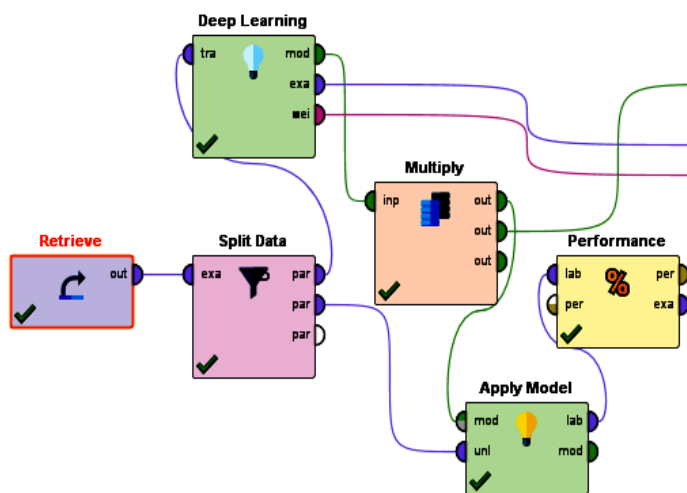 Deep Learning
tra mod
exa
wei
Multiply
inp out
out
out
Retrieve
out
Split Data
exa par
par
par
Performance
lab per
per exa
%
Apply Model
mod lab
unl mod